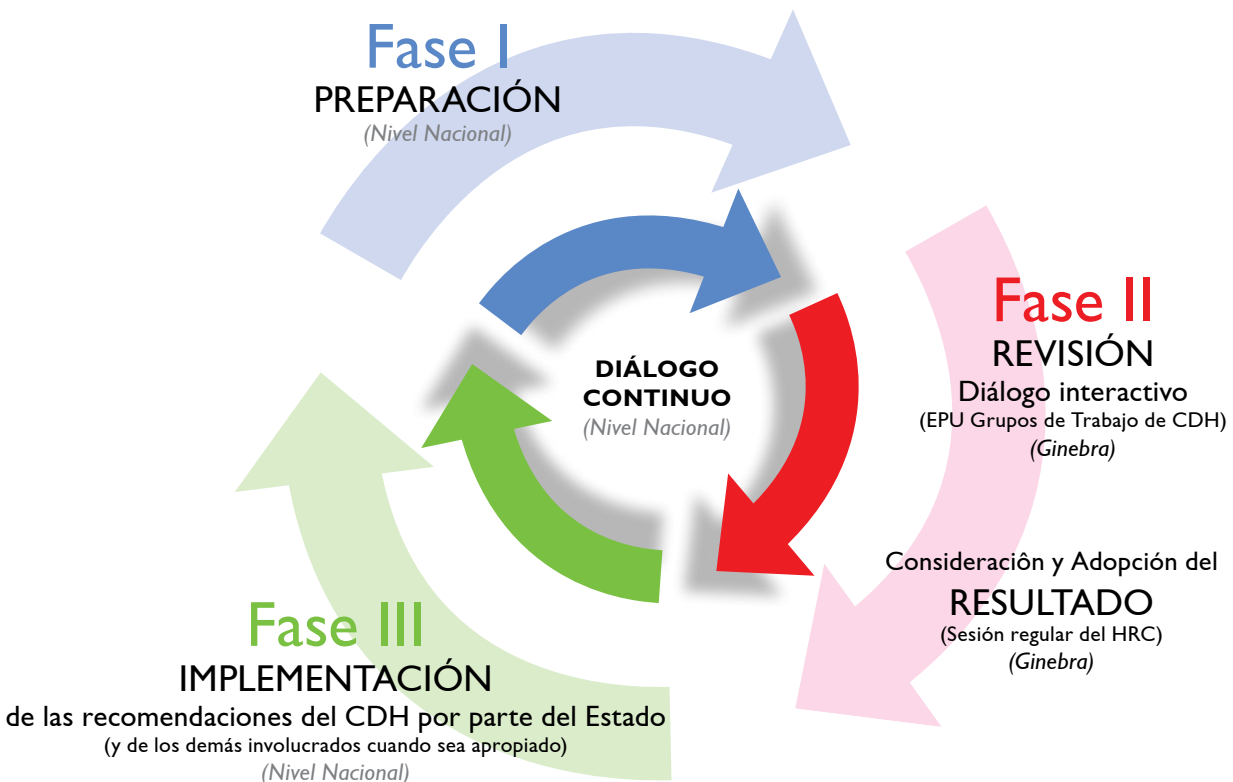 Fase I
PREPARACIÓN
(Nivel Nacional)
Fase II
REVISIÓN
Diálogo interactivo
(EPU Grupos de Trabajo de CDH)
(Ginebra)
Consideraciôn y Adopción del
RESULTADO
(Sesión regular del HRC)
(Ginebra)
Fase III
IMPLEMENTACIÓN
de las recomendaciones del CDH por parte del Estado
(y de los demás involucrados cuando sea apropiado)
(Nivel Nacional)
DIÁLOGO
CONTINUO
(Nivel Nacional)